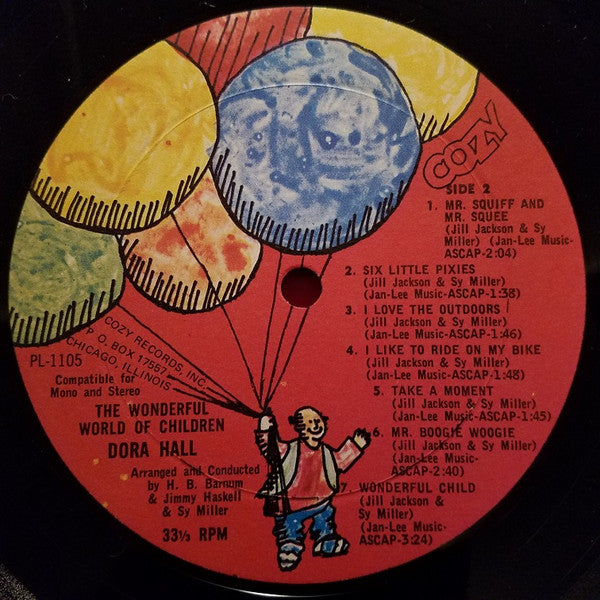 COZY
SIDE 2
1. MR. SQUIFF AND
MR. SQUEE
(Jill Jackson & Sy
Miller) (Jan-Lee Music-
ASCAP-2:04)
2. SIX LITTLE PIXIES
(Jill Jackson & Sy Miller)
(Jan-Lee Music-ASCAP-1:38)
3. I LOVE THE OUTDOORS
(Jill Jackson & Sy Miller)
(Jan-Lee Music-ASCAP-1:46)
4. I LIKE TO RIDE ON MY BIKE
(Jill Jackson & Sy Miller)
(Jan-Lee Music-ASCAP-1:48)
5. TAKE A MOMENT
(Jill Jackson & Sy Miller)
(Jan-Lee Music-ASCAP-1:45)
6. MR. BOOGIE WOOGIE
(Jill Jackson & Sy Miller)
(Jan-Lee Music-
ASCAP-2:40)
7. WONDERFUL CHILD
(Jill Jackson &
Sy Miller)
(Jan-Lee Music-
ASCAP-3:24)
COZY RECORDS, INC.
P. O. BOX 17557
CHICAGO, ILLINOIS
PL-1105
Compatible for
Mono and Stereo
THE WONDERFUL
WORLD OF CHILDREN
DORA HALL
Arranged and Conducted
by H. B. Barnum
& Jimmy Haskell
& Sy Miller
33⅓ RPM